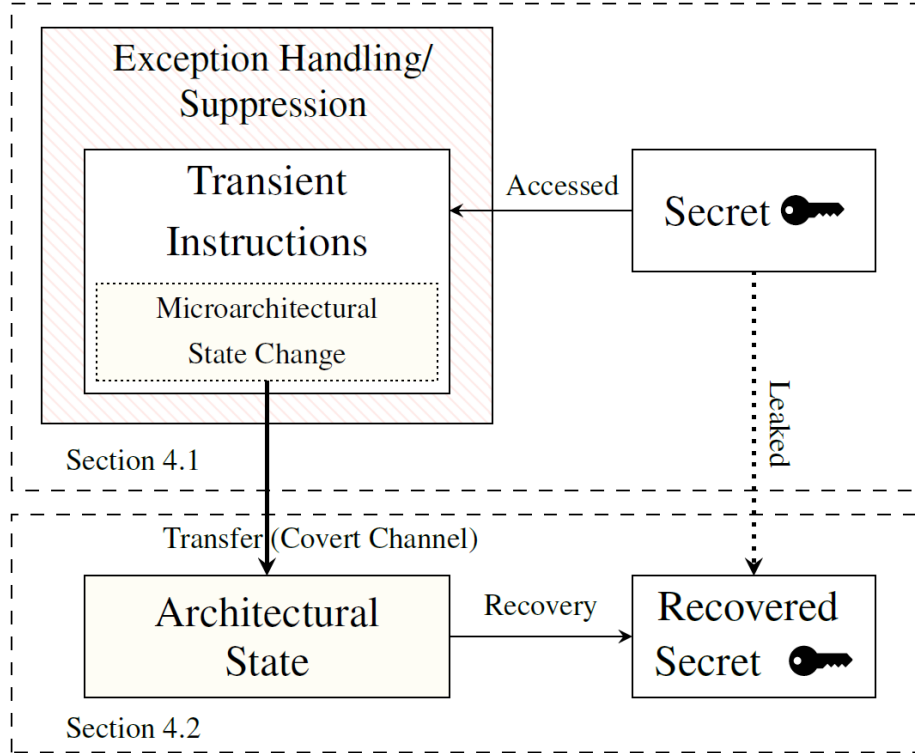 Exception Handling/
Suppression
Transient
Instructions
Microarchitectural
State Change
Accessed
Secret
Leaked
Section 4.1
Transfer (Covert Channel)
Architectural
State
Recovery
Recovered
Secret
Section 4.2